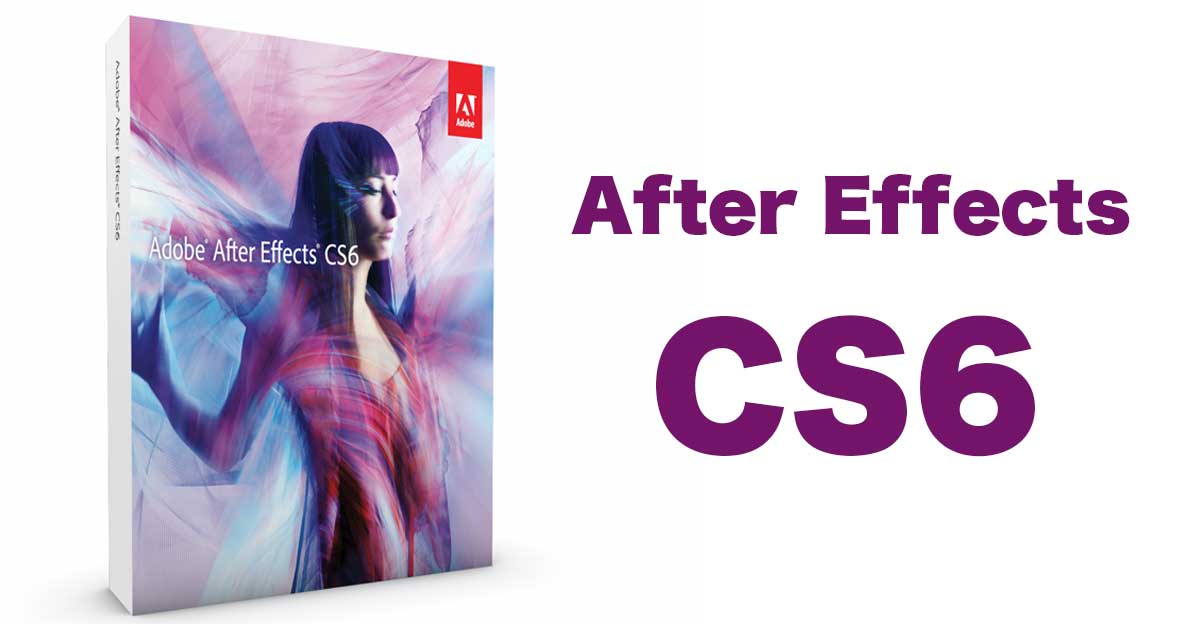 Adobe® After Effects® CS6
Adobe
Adobe® After Effects® CS6
After Effects
CS6